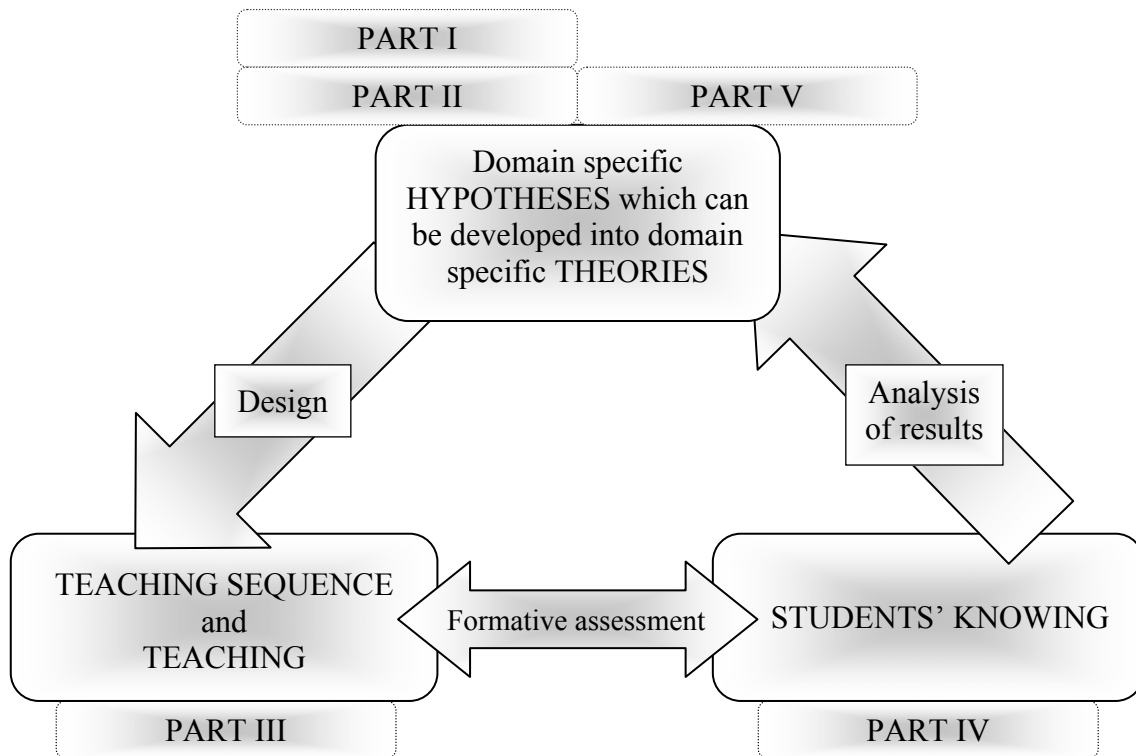 PART I
PART II
PART V
Domain specific
HYPOTHESES which can
be developed into domain
specific THEORIES
Design
Analysis
of results
TEACHING SEQUENCE
and
TEACHING
Formative assessment
STUDENTS’ KNOWING
PART III
PART IV